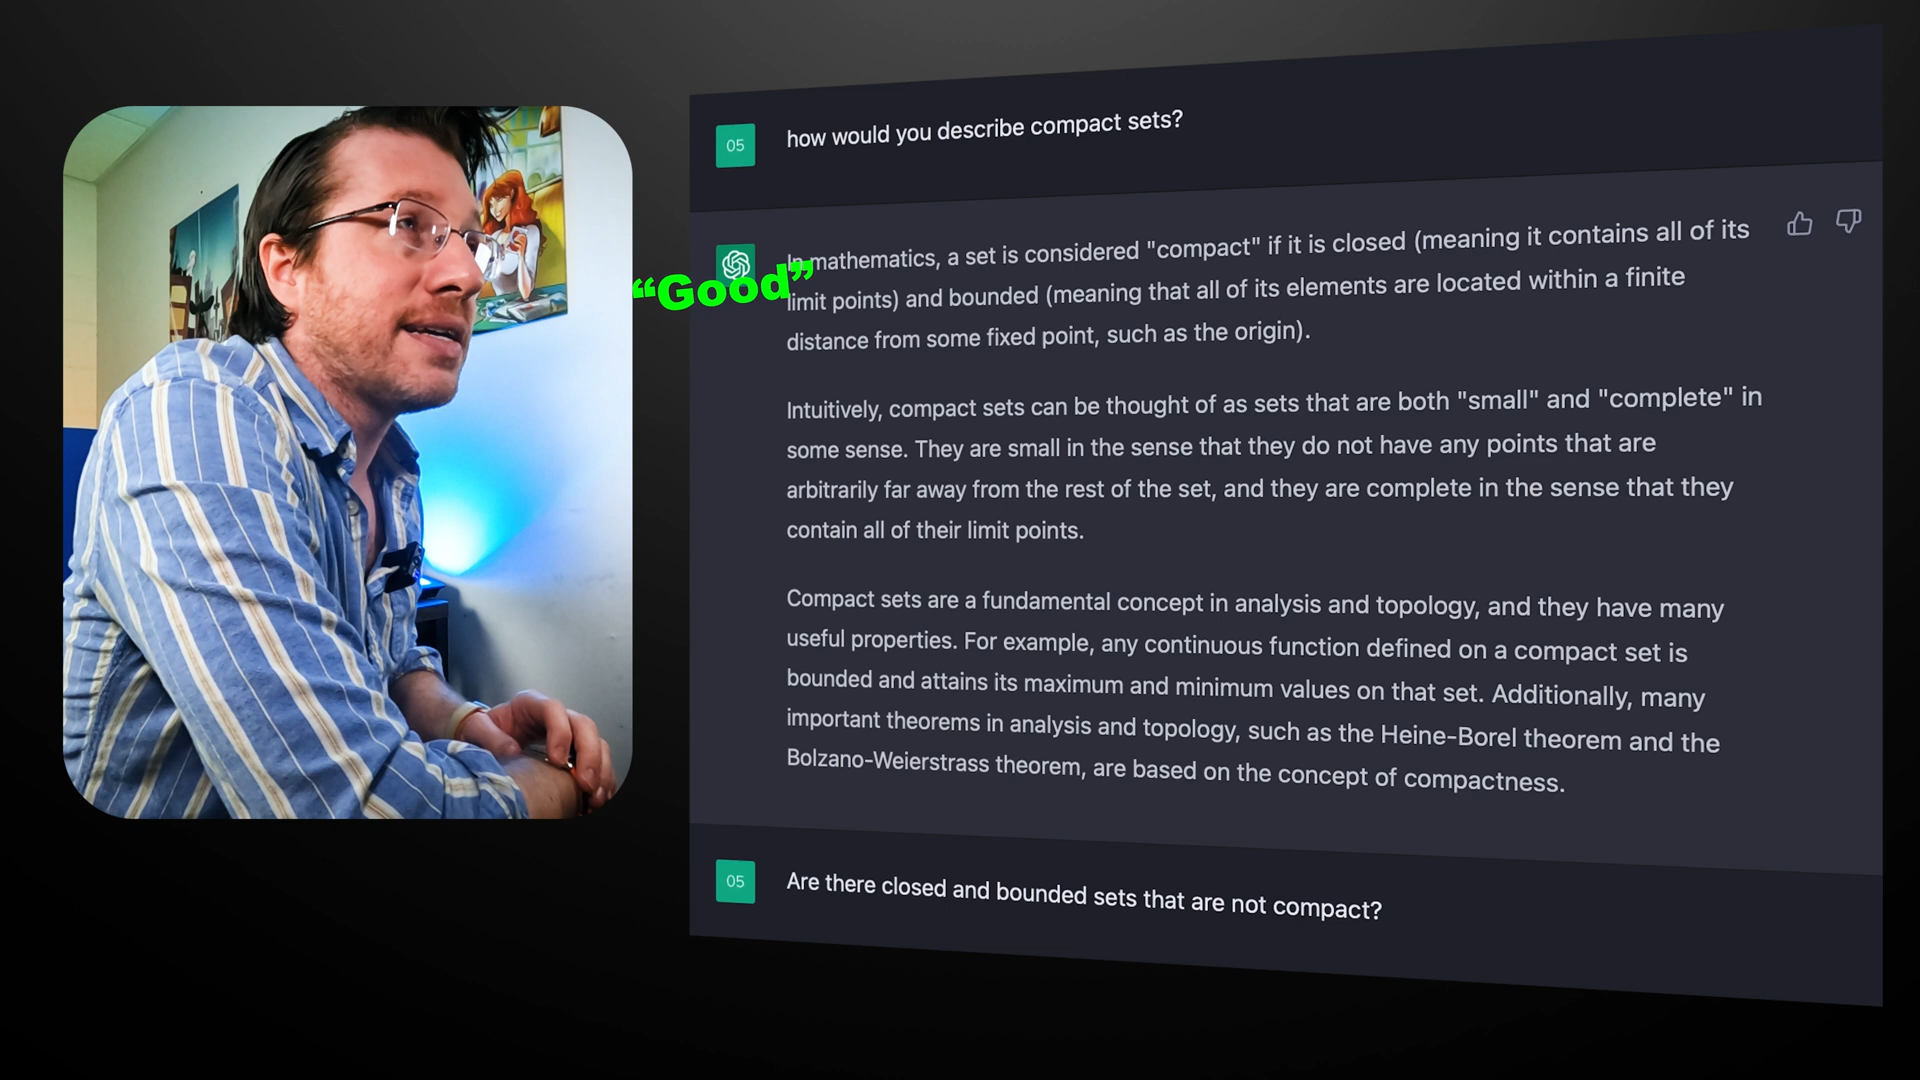 how would you describe compact sets?
05
"Good"
In mathematics, a set is considered "compact" if it is closed (meaning it contains all of its
limit points) and bounded (meaning that all of its elements are located within a finite
distance from some fixed point, such as the origin).
Intuitively, compact sets can be thought of as sets that are both "small" and "complete" in
some sense. They are small in the sense that they do not have any points that are
arbitrarily far away from the rest of the set, and they are complete in the sense that they
contain all of their limit points.
Compact sets are a fundamental concept in analysis and topology, and they have many
useful properties. For example, any continuous function defined on a compact set is
bounded and attains its maximum and minimum values on that set. Additionally, many
important theorems in analysis and topology, such as the Heine-Borel theorem and the
Bolzano-Weierstrass theorem, are based on the concept of compactness.
05
Are there closed and bounded sets that are not compact?